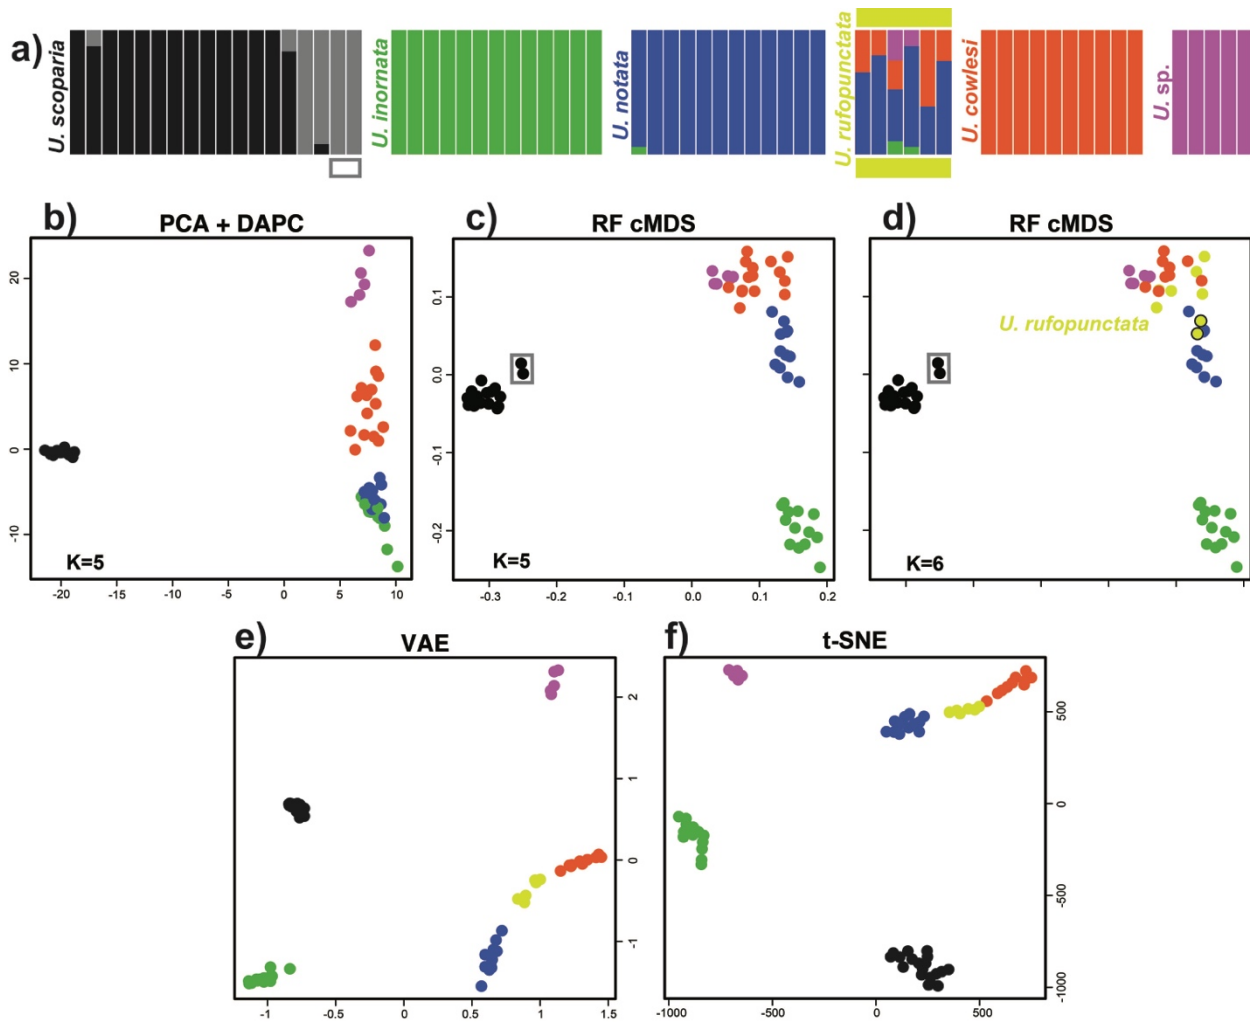 a)
U. scoparia
U. inornata
U. notata
U. rufopunctata
U. cowlesi
U. sp.
b)
PCA + DAPC
20
10
0
-10
K=5
-20
-15
-10
-5
0
5
10
c)
RF cMDS
0.1
0.0
-0.1
-0.2
K=5
-0.3
-0.2
-0.1
0.0
0.1
0.2
d)
RF cMDS
U. rufopunctata
K=6
e)
VAE
2
1
0
-1
-1
-0.5
0
0.5
1
1.5
f)
t-SNE
500
0
-500
-1000
-1000
-500
0
500